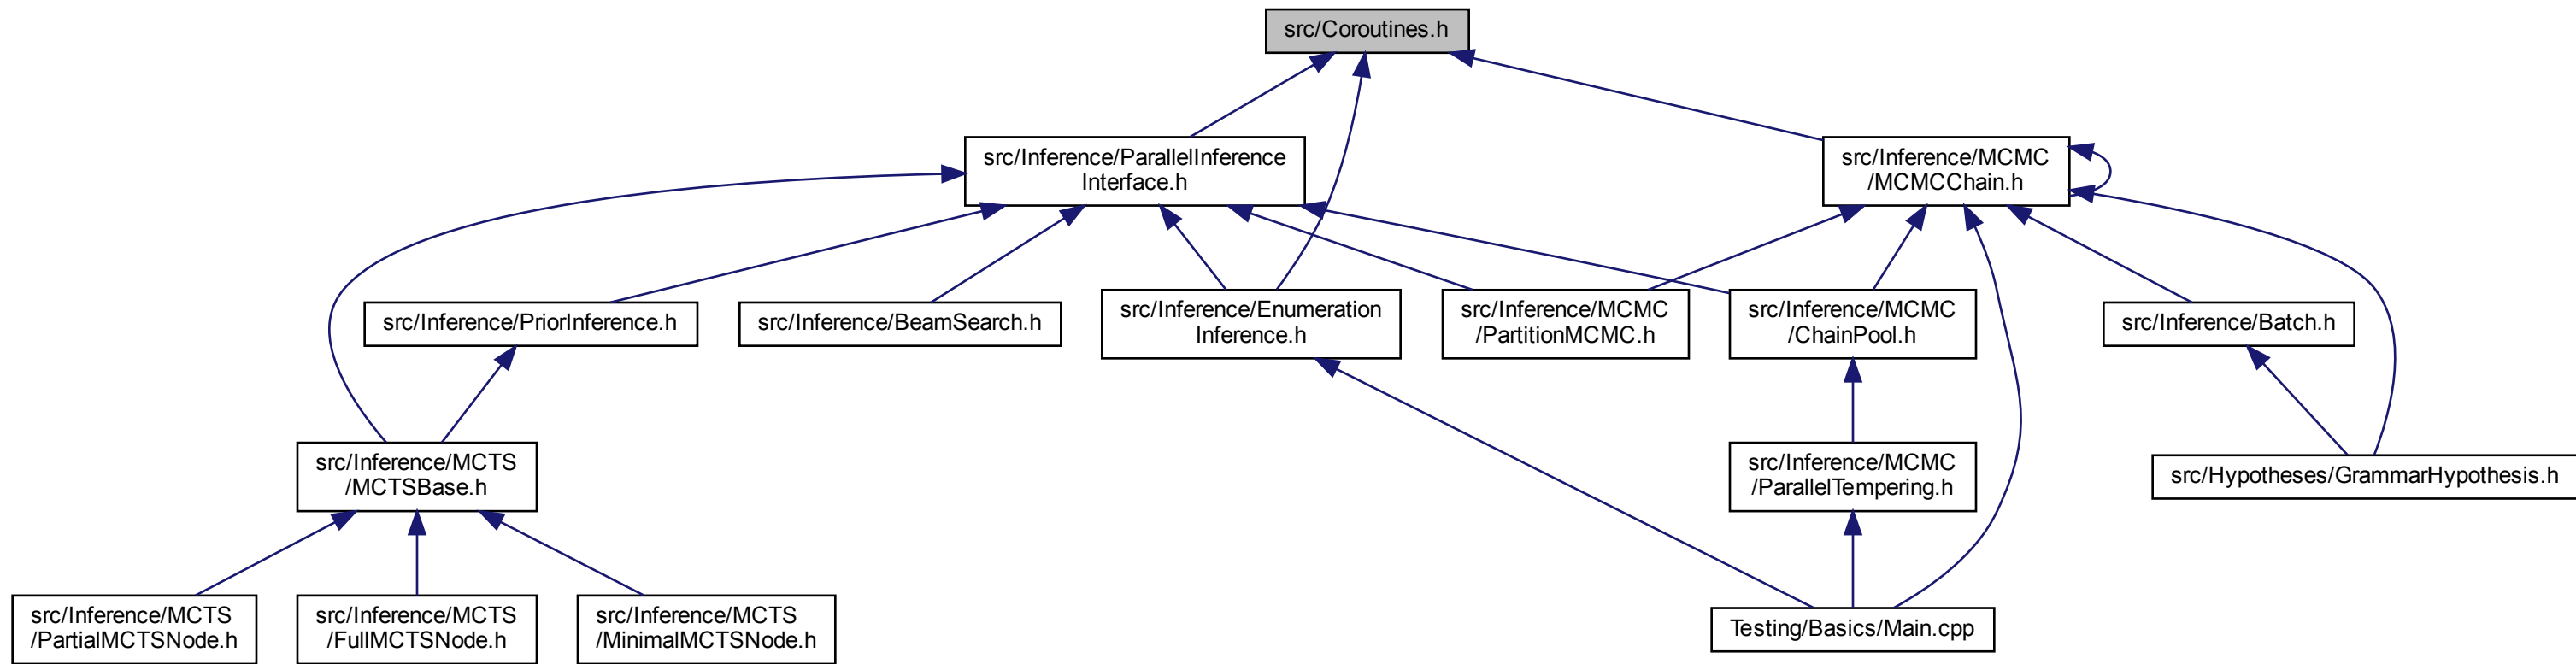 src/Coroutines.h
src/Inference/ParallelInference
Interface.h
src/Inference/MCMC
/MCMCChain.h
src/Inference/PriorInference.h
src/Inference/BeamSearch.h
src/Inference/Enumeration
Inference.h
src/Inference/MCMC
/PartitionMCMC.h
src/Inference/MCMC
/ChainPool.h
src/Inference/Batch.h
src/Inference/MCTS
/MCTSBase.h
src/Inference/MCMC
/ParallelTempering.h
src/Hypotheses/GrammarHypothesis.h
src/Inference/MCTS
/PartialMCTSNode.h
src/Inference/MCTS
/FullMCTSNode.h
src/Inference/MCTS
/MinimalMCTSNode.h
Testing/Basics/Main.cpp